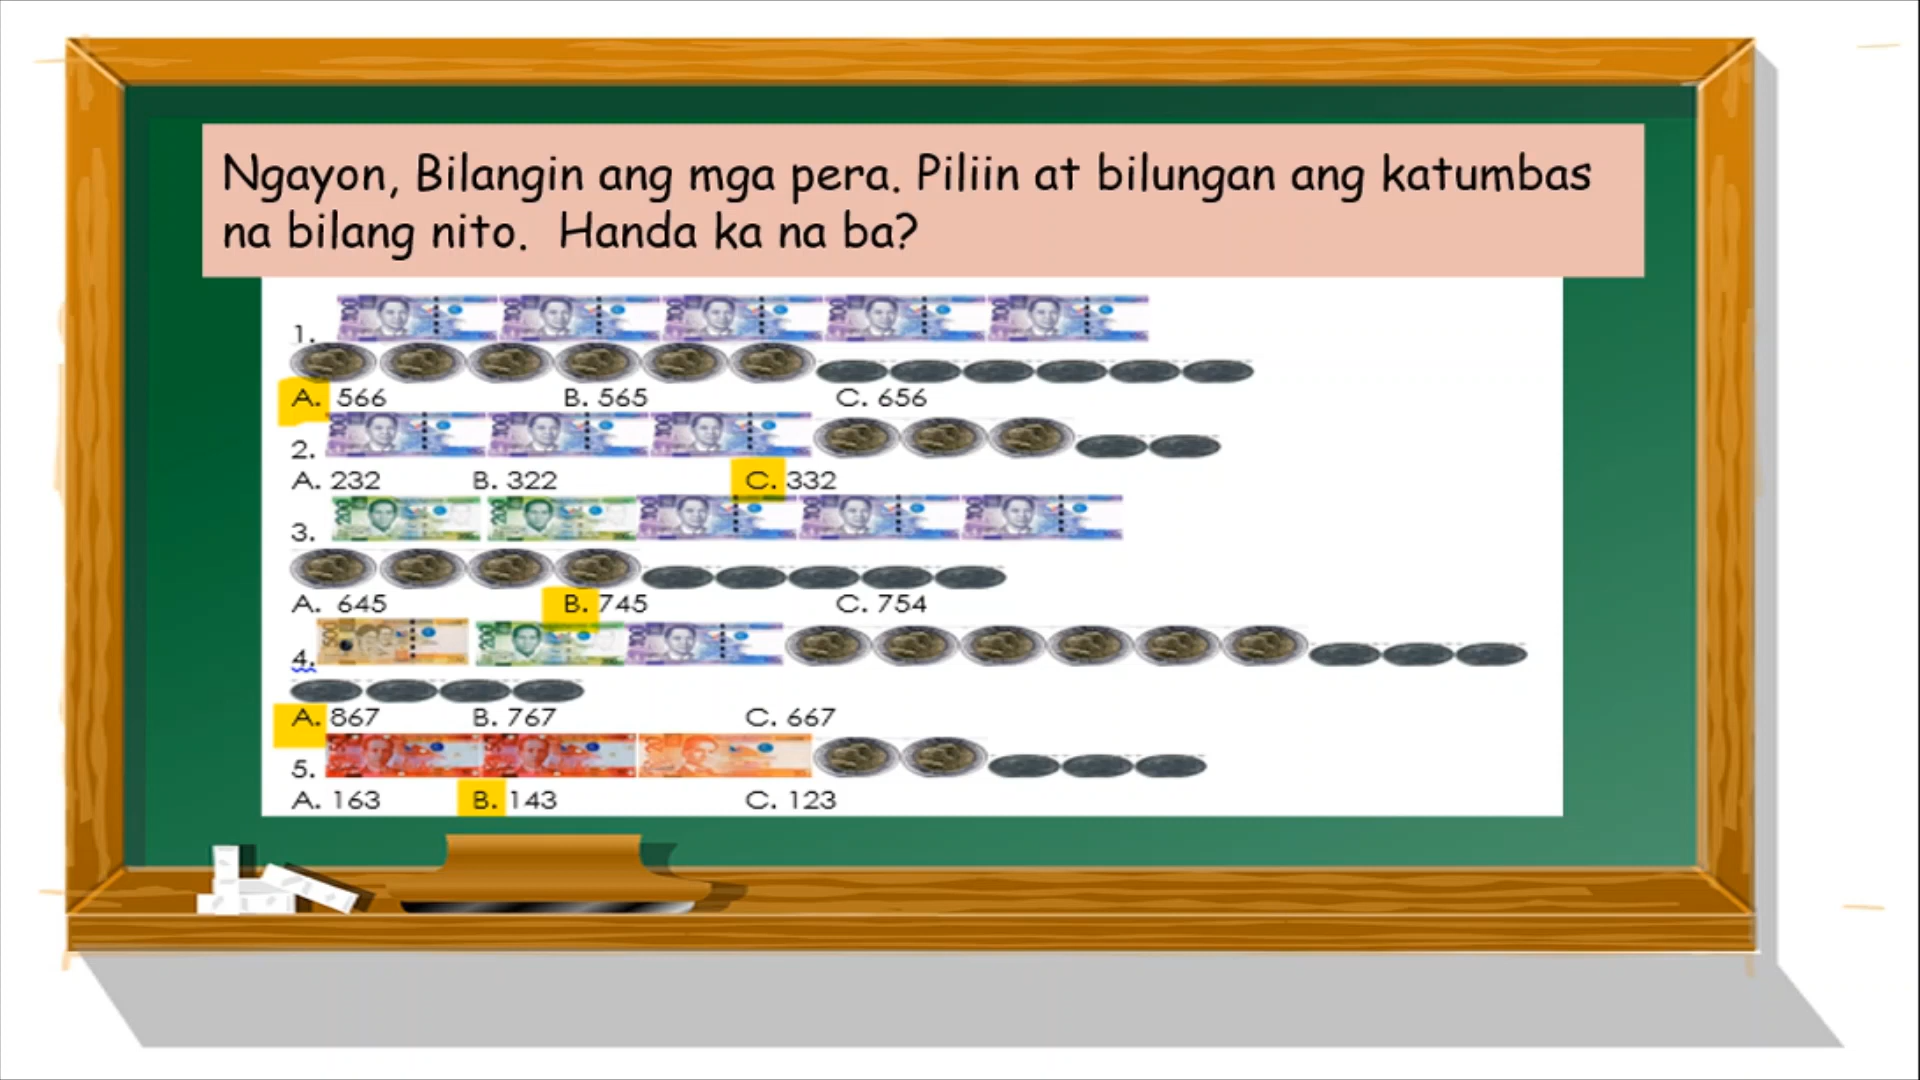 Ngayon, Bilangin ang mga pera. Piliin at bilungan ang katumbas
na bilang nito. Handa ka na ba?
1.
A. 566 B. 565 C. 656
2.
A. 232 B. 322 C. 332
3.
A. 645 B. 745 C. 754
4.
A. 867 B. 767 C. 667
5.
A. 163 B. 143 C. 123